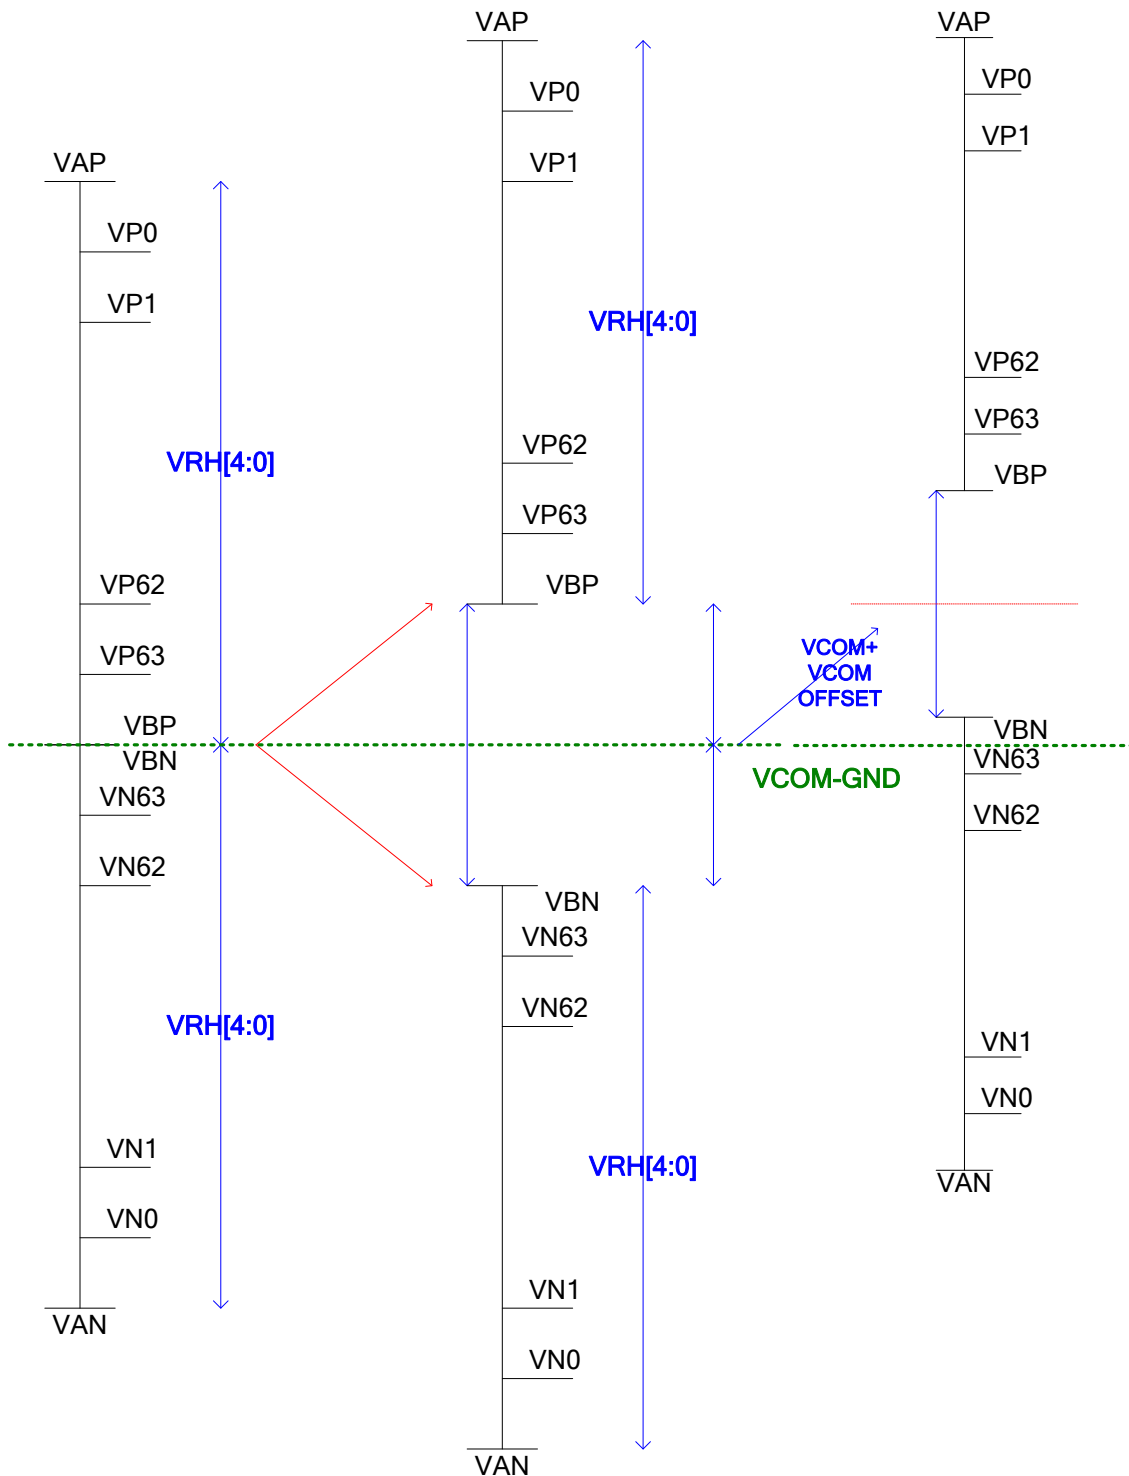 VAP
VP0
VP1
VRH[4:0]
VP62
VP63
VBP
VBN
VN63
VN62
VRH[4:0]
VN1
VN0
VAN
VAP
VP0
VP1
VRH[4:0]
VP62
VP63
VBP
VBN
VN63
VN62
VRH[4:0]
VN1
VN0
VAN
VCOM+
VCOM
OFFSET
VCOM-GND
VAP
VP0
VP1
VP62
VP63
VBP
VBN
VN63
VN62
VN1
VN0
VAN